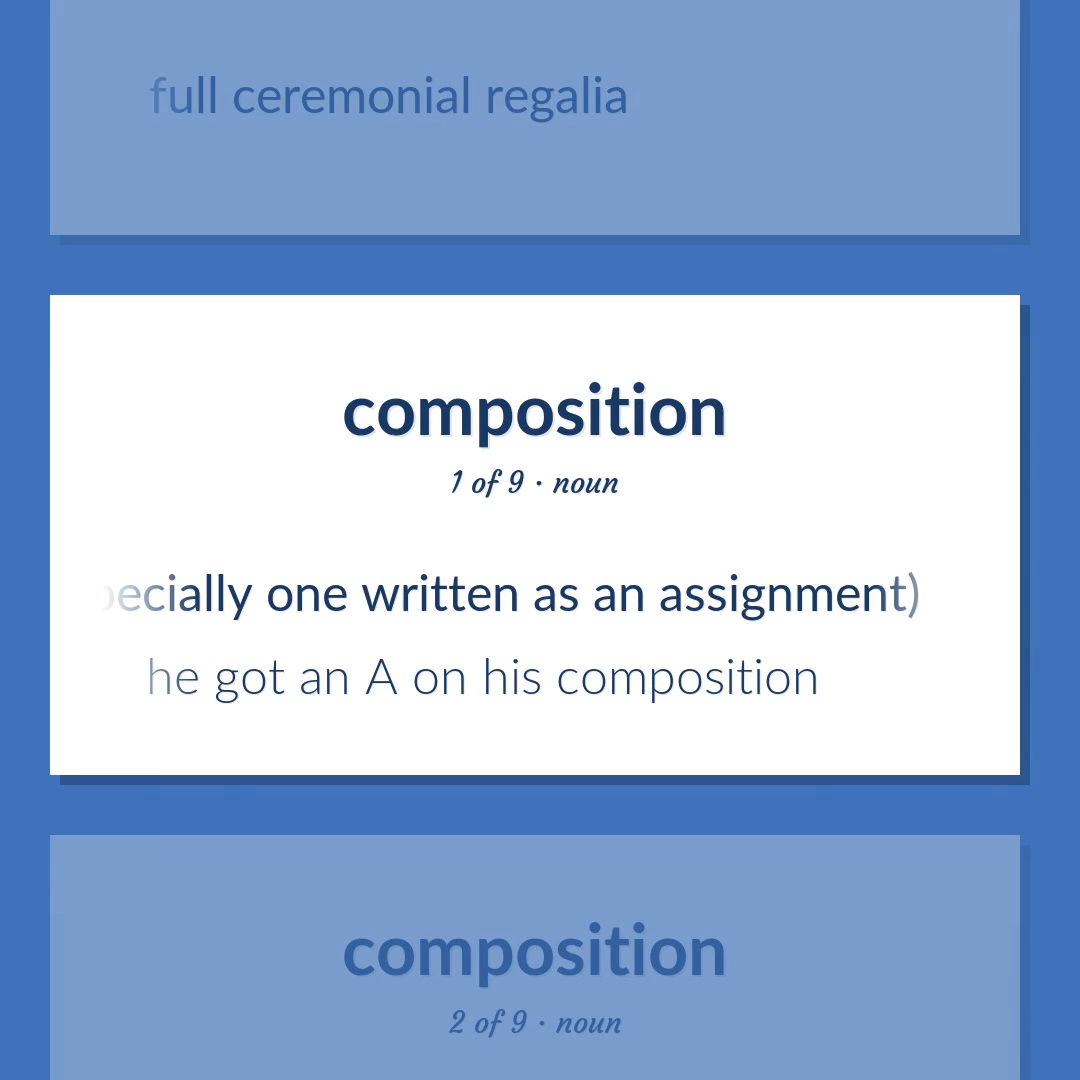 full ceremonial regalia
composition
1 of 9 · noun
pecially one written as an assignment)
he got an A on his composition
composition
2 of 9 · noun